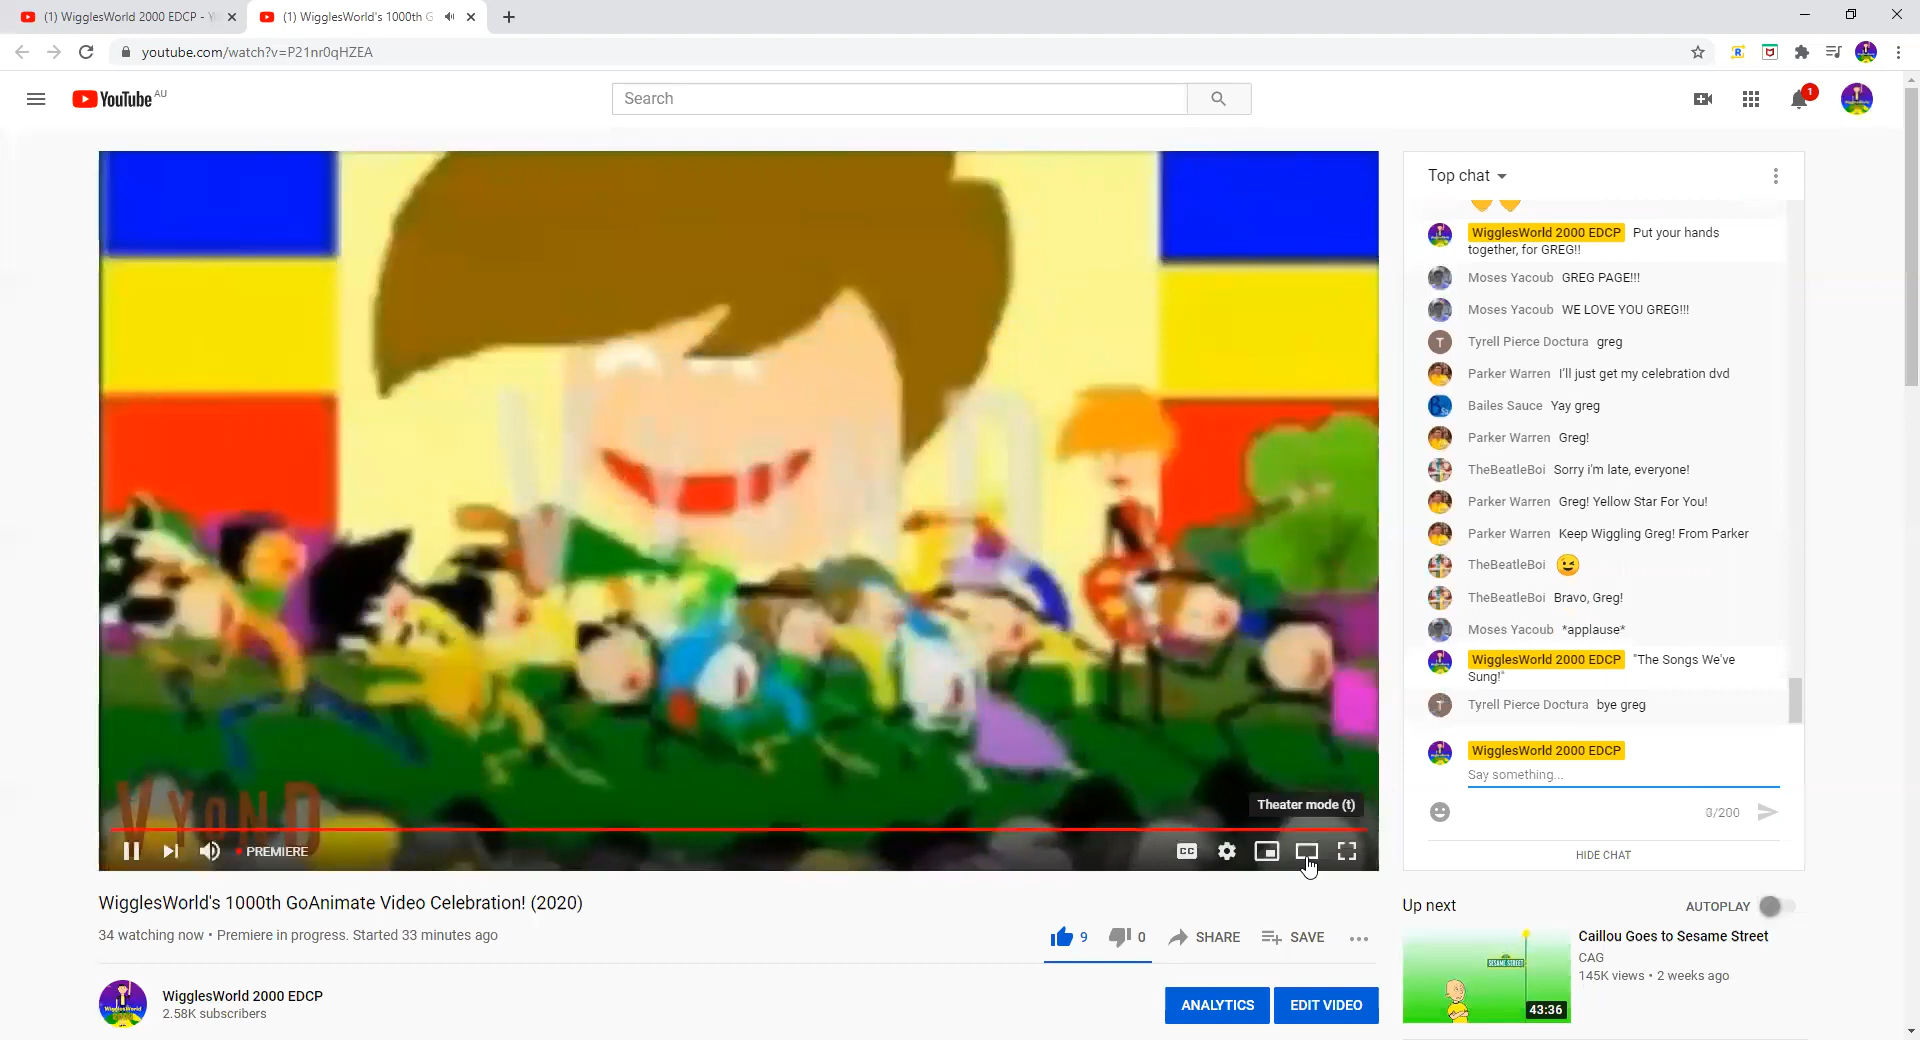 (1) WigglesWorld 2000 EDCP - Y
(1) WigglesWorld's 1000th G
youtube.com/watch?v=P21nr0qHZEA
YouTube AU
Search
1
Top chat
WigglesWorld 2000 EDCP Put your hands
together, for GREG!!
Moses Yacoub GREG PAGE!!!
Moses Yacoub WE LOVE YOU GREG!!!
T Tyrell Pierce Doctura greg
Parker Warren I'll just get my celebration dvd
Bailes Sauce Yay greg
Parker Warren Greg!
TheBeatleBoi Sorry i'm late, everyone!
Parker Warren Greg! Yellow Star For You!
Parker Warren Keep Wiggling Greg! From Parker
TheBeatleBoi 😉
TheBeatleBoi Bravo, Greg!
Moses Yacoub *applause*
WigglesWorld 2000 EDCP "The Songs We've
Sung!"
T Tyrell Pierce Doctura bye greg
WigglesWorld 2000 EDCP
Say something...
0/200
HIDE CHAT
VYOND
VYOND
Theater mode (t)
PREMIERE
CC
WigglesWorld's 1000th GoAnimate Video Celebration! (2020)
34 watching now • Premiere in progress. Started 33 minutes ago
9 0 SHARE SAVE
WigglesWorld 2000 EDCP
2.58K subscribers
ANALYTICS
EDIT VIDEO
Up next
AUTOPLAY
SESAME STREET
43:36
Caillou Goes to Sesame Street
CAG
145K views • 2 weeks ago